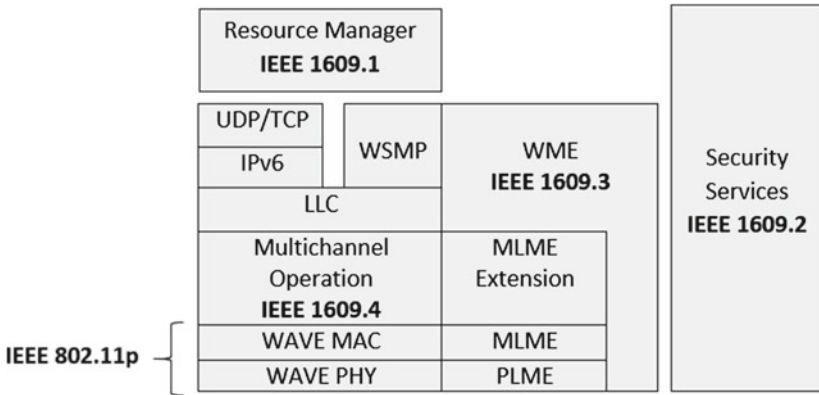 Resource Manager
IEEE 1609.1
UDP/TCP
IPv6
WSMP
WME
IEEE 1609.3
LLC
Multichannel
Operation
IEEE 1609.4
MLME
Extension
WAVE MAC
MLME
WAVE PHY
PLME
IEEE 802.11p
Security
Services
IEEE 1609.2